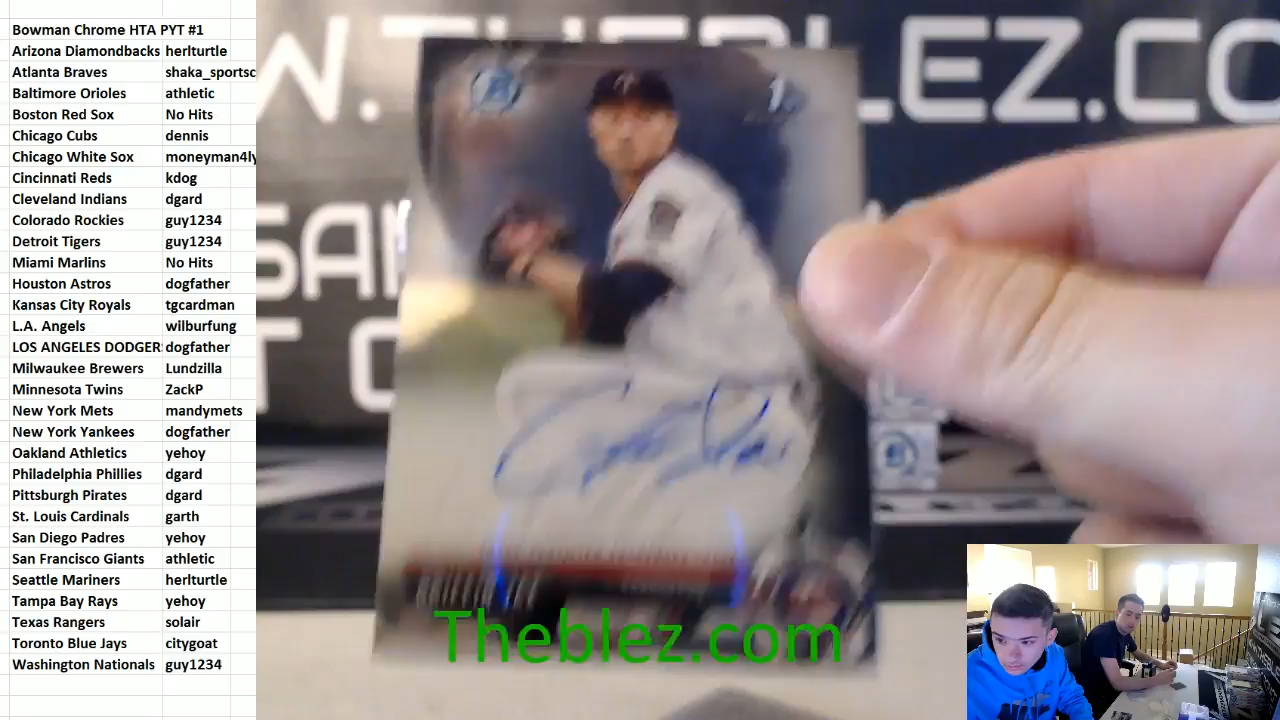 Bowman Chrome HTA PYT #1
Arizona Diamondbacks herlturtle
Atlanta Braves shaka_sportsc
Baltimore Orioles athletic
Boston Red Sox No Hits
Chicago Cubs dennis
Chicago White Sox moneyman4ly
Cincinnati Reds kdog
Cleveland Indians dgard
Colorado Rockies guy1234
Detroit Tigers guy1234
Miami Marlins No Hits
Houston Astros dogfather
Kansas City Royals tgcardman
L.A. Angels wilburfung
LOS ANGELES DODGER dogfather
Milwaukee Brewers Lundzilla
Minnesota Twins ZackP
New York Mets mandymets
New York Yankees dogfather
Oakland Athletics yehoy
Philadelphia Phillies dgard
Pittsburgh Pirates dgard
St. Louis Cardinals garth
San Diego Padres yehoy
San Francisco Giants athletic
Seattle Mariners herlturtle
Tampa Bay Rays yehoy
Texas Rangers solair
Toronto Blue Jays citygoat
Washington Nationals guy1234
W.THEBLEZ.CO
Theblez.com